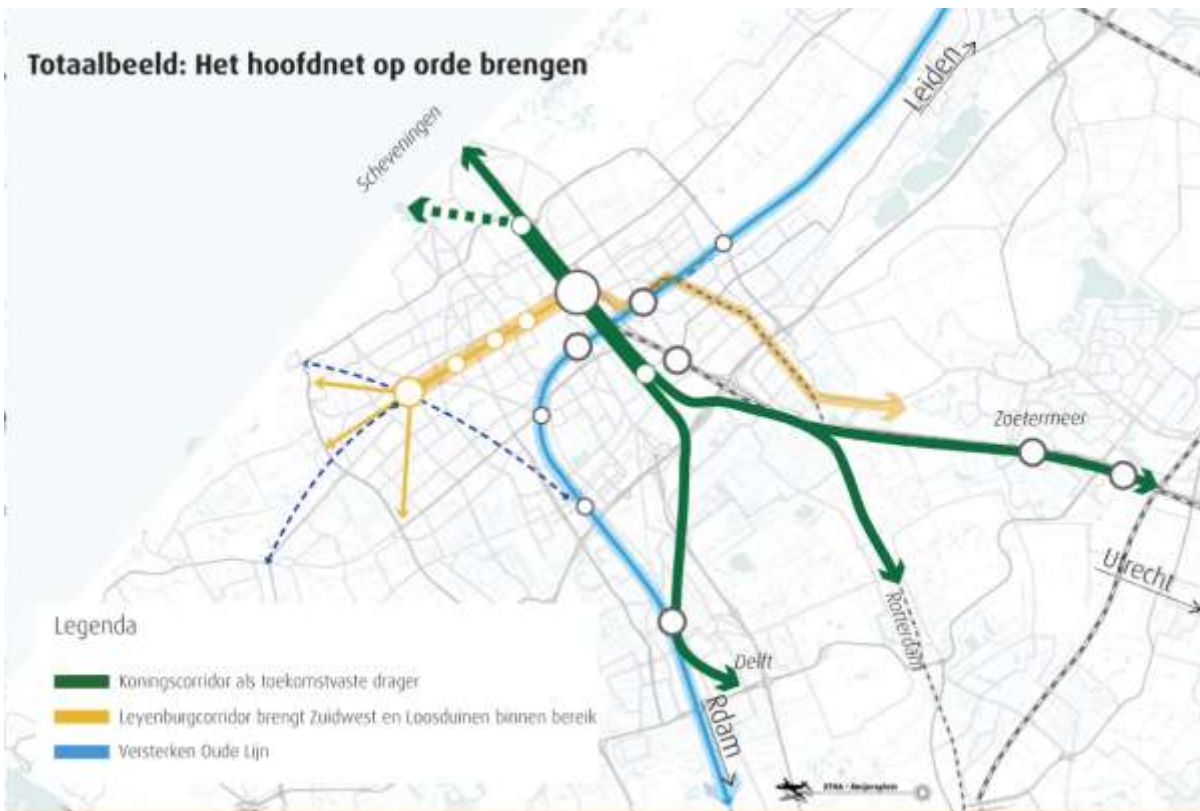 Totaalbeeld: Het hoofdnet op orde brengen
Leiden
Scheveningen
Zoetermeer
Utrecht
Rotterdam
Delft
Rdam
Legenda
Koningscorridor als toekomstvaste drager
Leyenburgcorridor brengt Zuidwest en Loosduinen binnen bereik
Versterken Oude Lijn